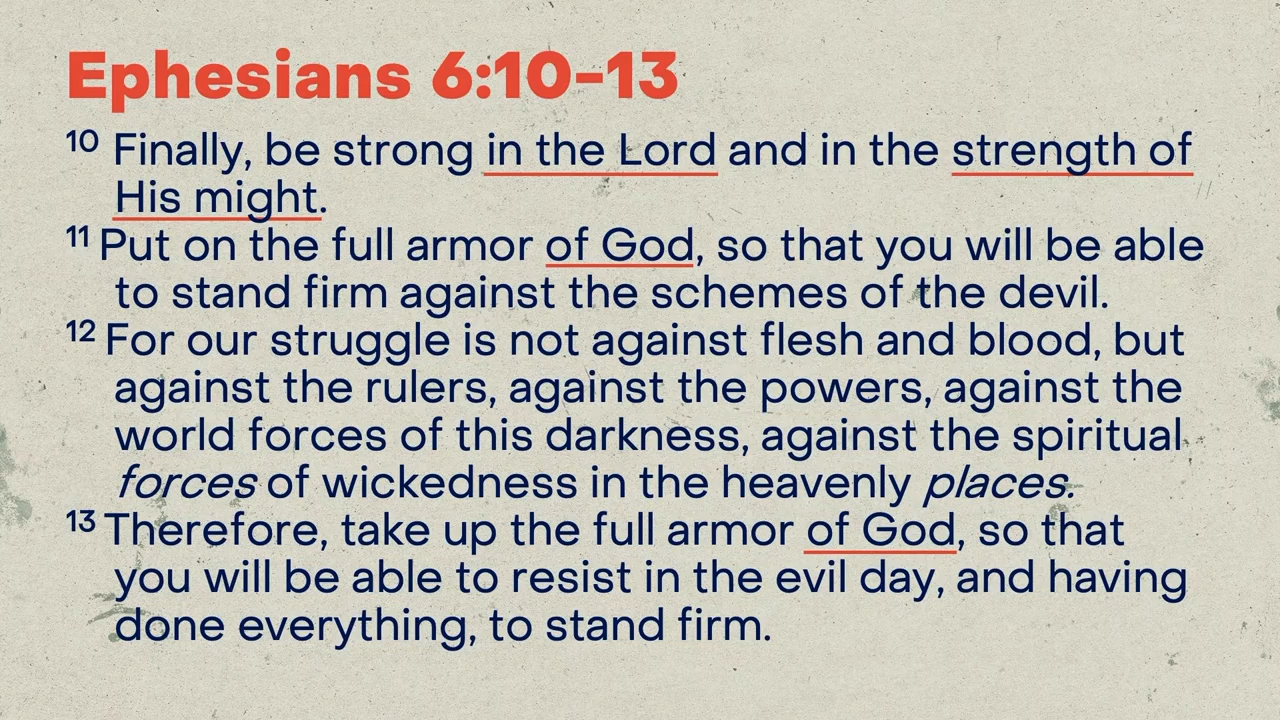 Ephesians 6:10-13
10 Finally, be strong in the Lord and in the strength of
His might.
11 Put on the full armor of God, so that you will be able
to stand firm against the schemes of the devil.
12 For our struggle is not against flesh and blood, but
against the rulers, against the powers, against the
world forces of this darkness, against the spiritual
forces of wickedness in the heavenly places.
13 Therefore, take up the full armor of God, so that
you will be able to resist in the evil day, and having
done everything, to stand firm.